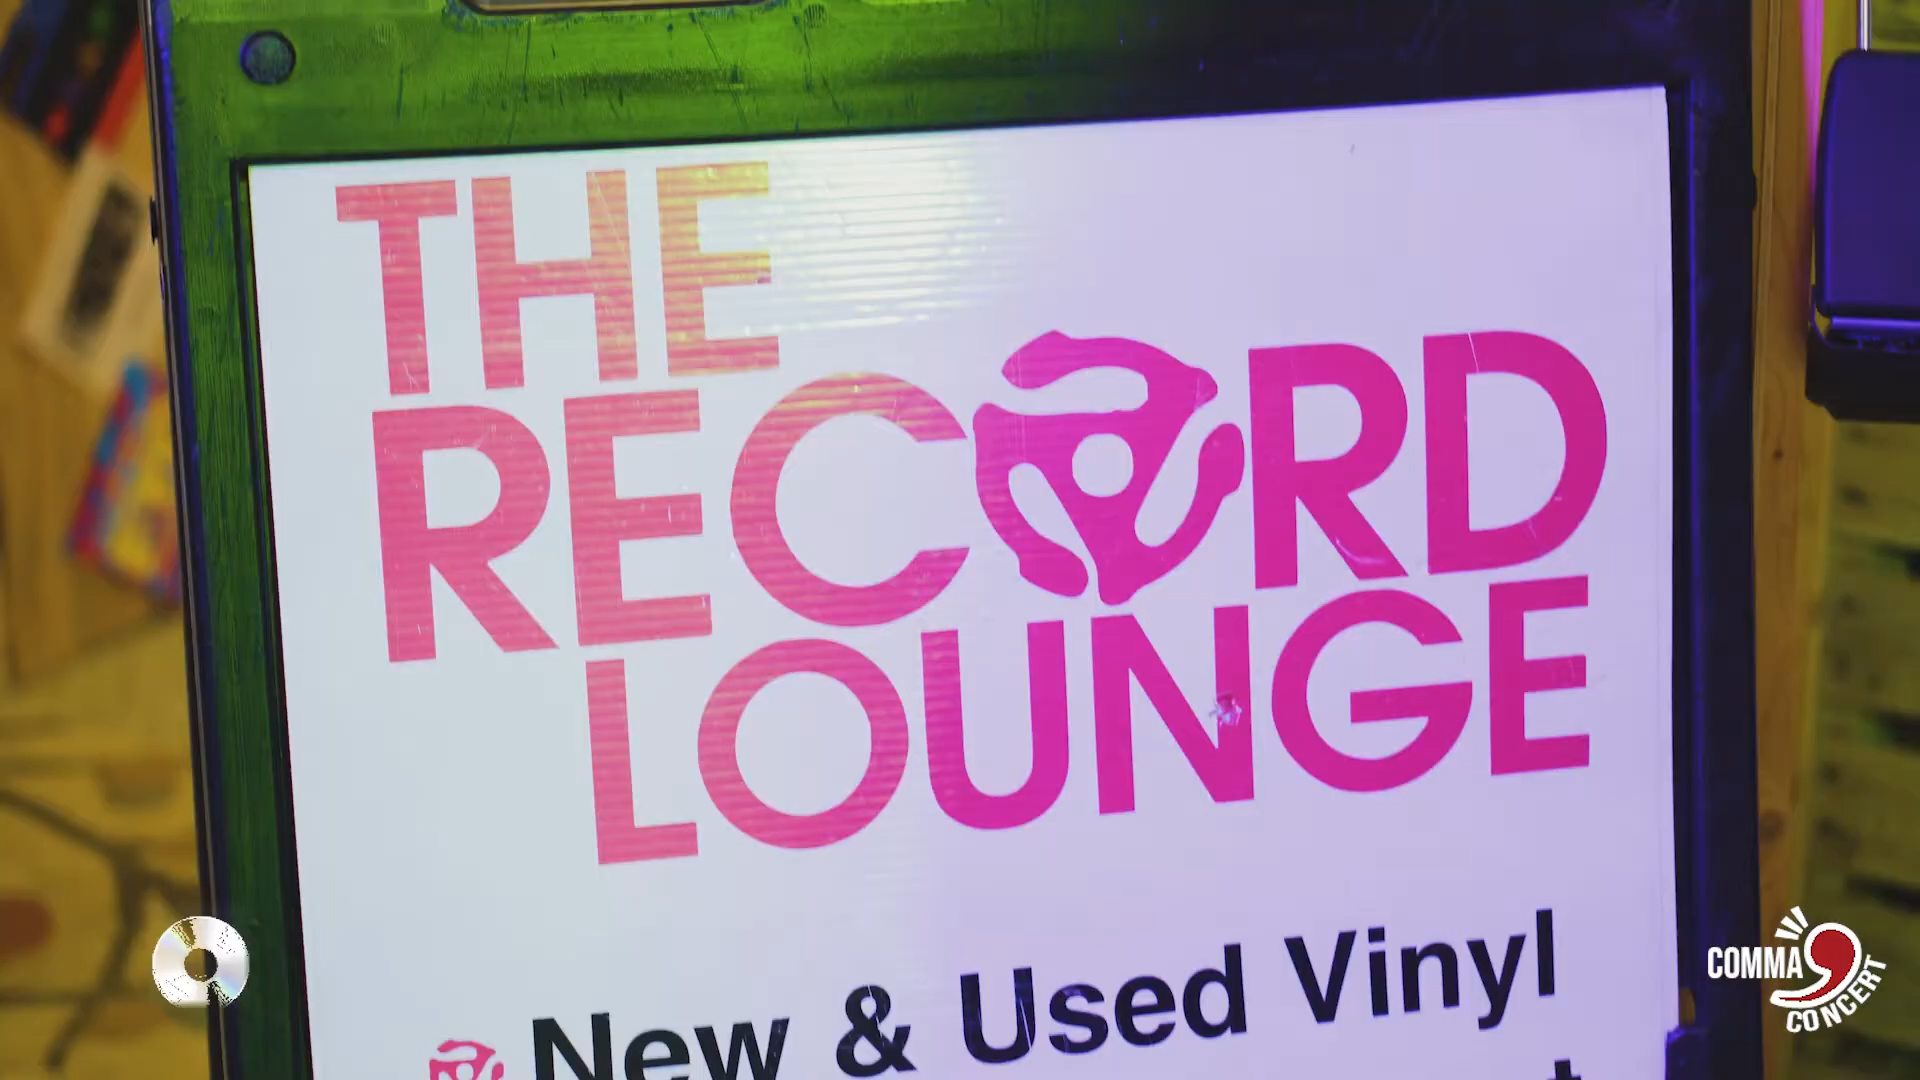 THE
RECORD
LOUNGE
New & Used Vinyl
COMMA
CONCERT